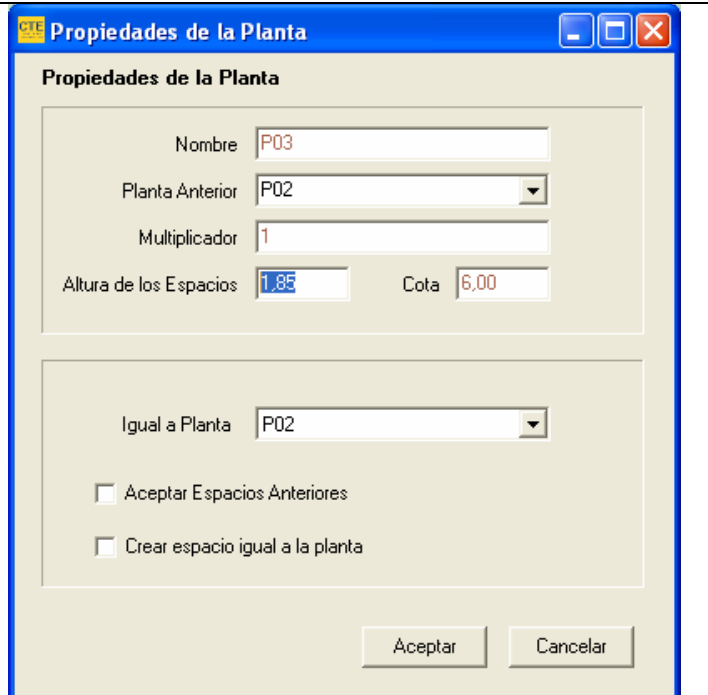 CTE Propiedades de la Planta
Propiedades de la Planta
Nombre P03
Planta Anterior P02
Multiplicador 1
Altura de los Espacios 1,85 Cota 6,00
Igual a Planta P02
Aceptar Espacios Anteriores
Crear espacio igual a la planta
Aceptar Cancelar